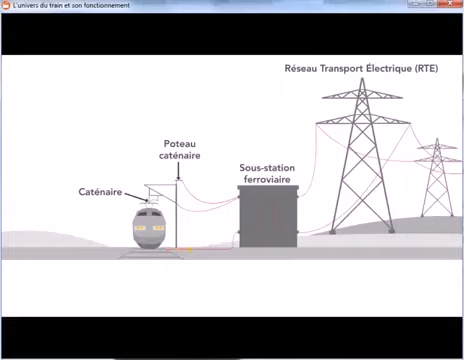 L'univers du train et son fonctionnement
Réseau Transport Électrique (RTE)
Poteau
caténaire
Sous-station
ferroviaire
Caténaire